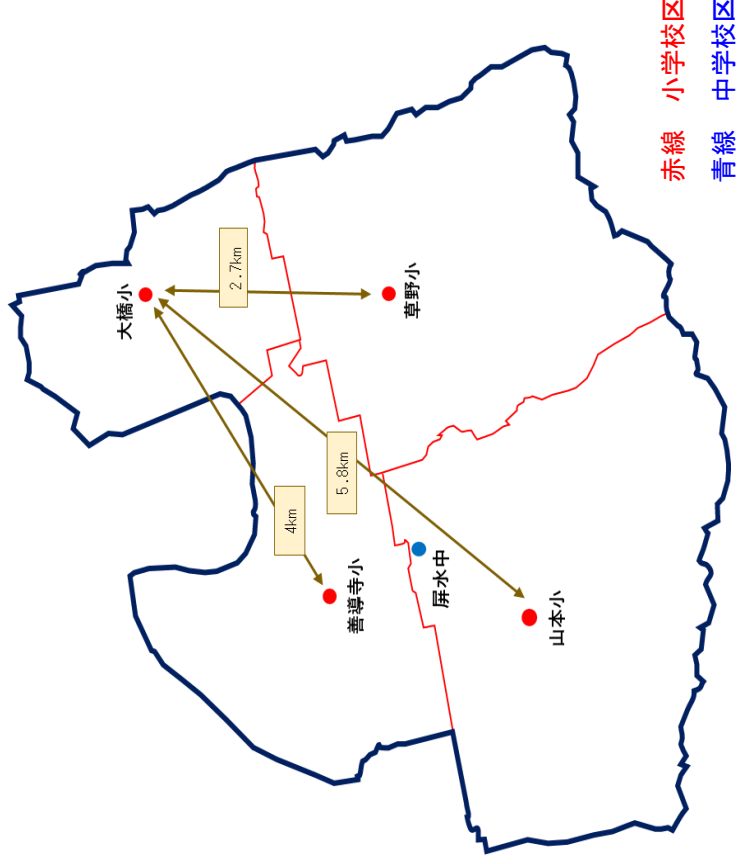 大橋小
2.7km
草野小
5.8km
4km
善導寺小
屏水中
山本小
赤線　小学校区
青線　中学校区